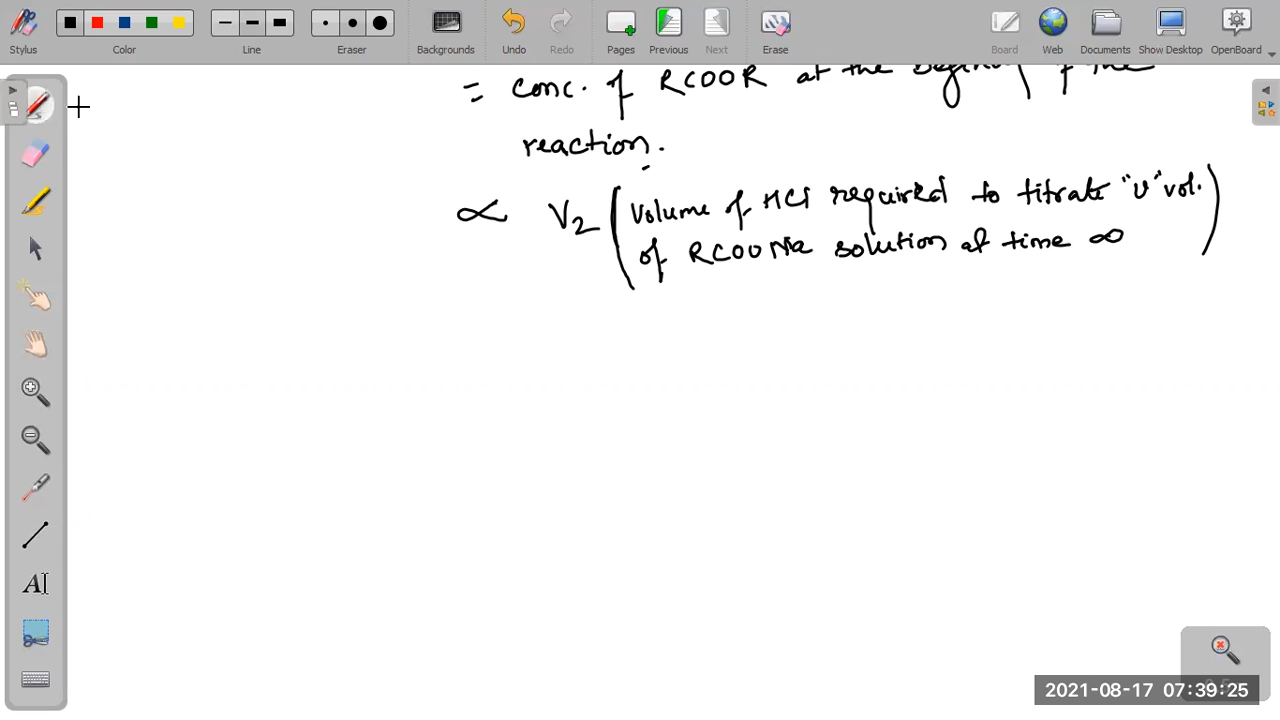 Stylus
Color
Line
Eraser
Backgrounds
Undo
Redo
Pages
Previous
Next
Erase
Board
Web
Documents
Show Desktop
OpenBoard
= conc. of RCOOR at the of the
reaction.
∝ V2 (Volume of HCl required to titrate "v" vol.
of RCOONa solution at time ∞)
2021-08-17 07:39:25